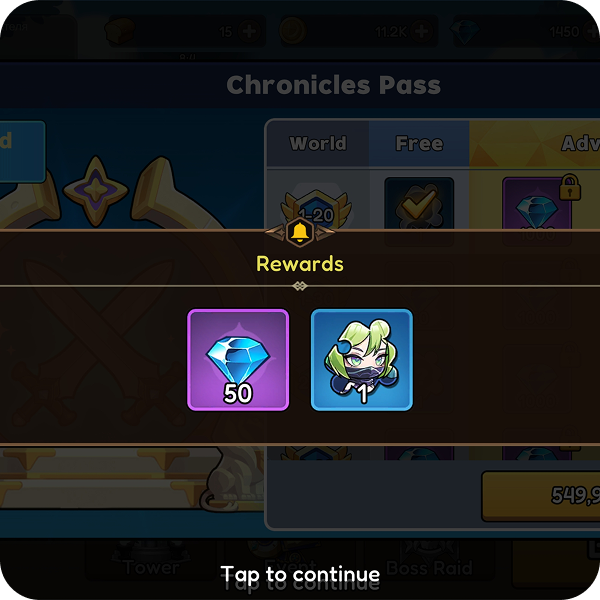 15
11.2K
1450
Chronicles Pass
d
World
Free
Adv
1-20
Rewards
50
1
549,9
Tower
Event
Boss Raid
Tap to continue